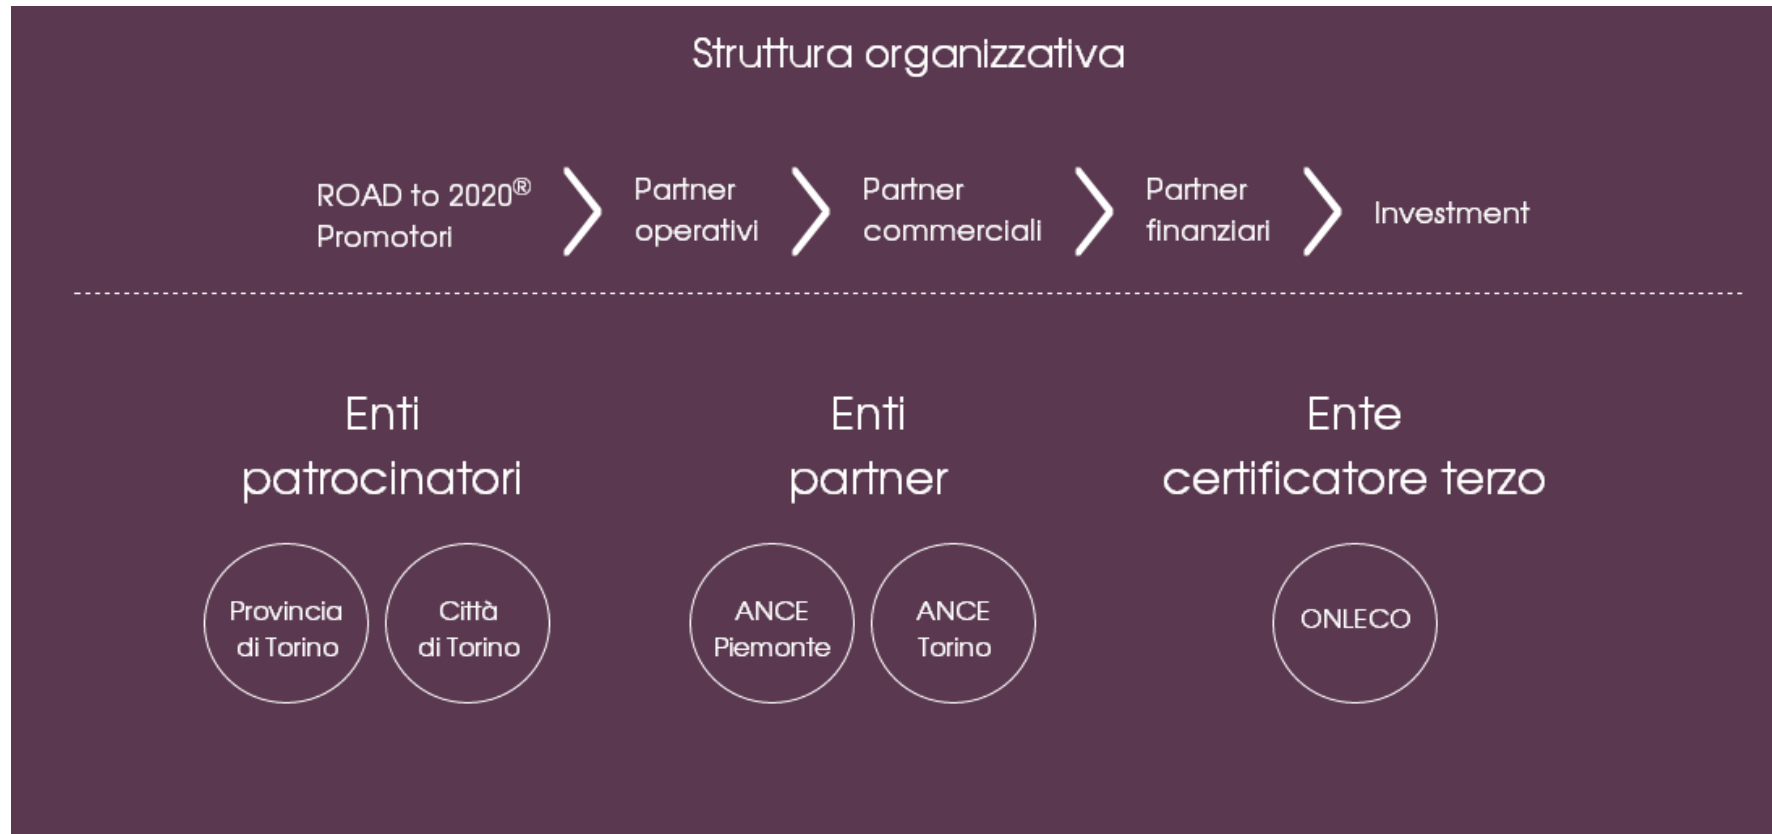 Struttura organizzativa
ROAD to 2020®
Promotori
Partner
operativi
Partner
commerciali
Partner
finanziari
Investment
Enti
patrocinatori
Enti
partner
Ente
certificatore terzo
Provincia
di Torino
Città
di Torino
ANCE
Piemonte
ANCE
Torino
ONLECO